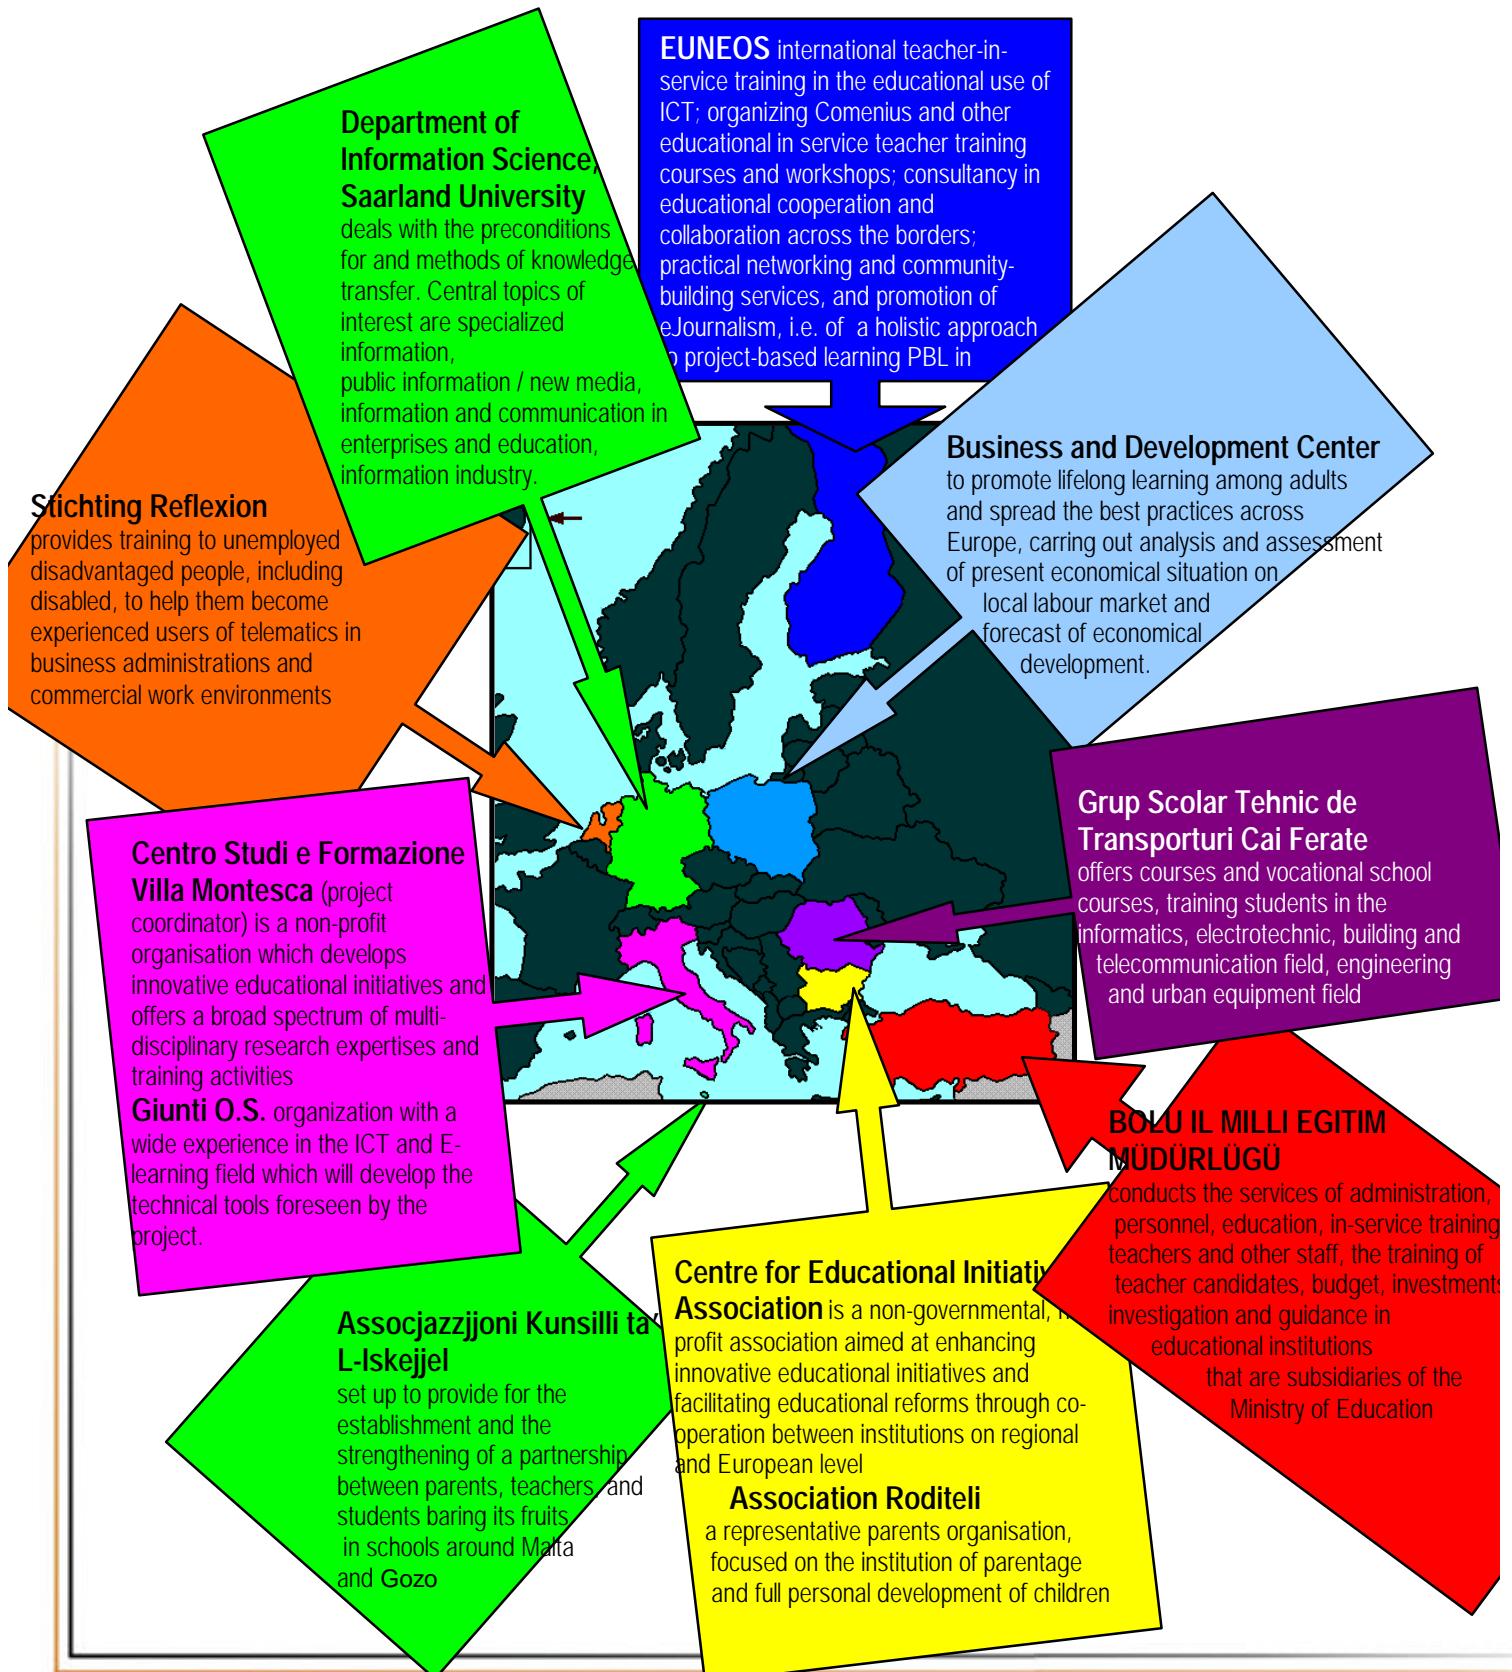 EUNEOS international teacher-in-
service training in the educational use of
ICT; organizing Comenius and other
educational in service teacher training
courses and workshops; consultancy in
educational cooperation and
collaboration across the borders;
practical networking and community-
building services, and promotion of
eJournalism, i.e. of a holistic approach
project-based learning PBL in
Department of
Information Science,
Saarland University
deals with the preconditions
for and methods of knowledge
transfer. Central topics of
interest are specialized
information,
public information / new media,
information and communication in
enterprises and education,
information industry.
Business and Development Center
to promote lifelong learning among adults
and spread the best practices across
Europe, carrying out analysis and assessment
of present economical situation on
local labour market and
forecast of economical
development.
Stichting Reflexion
provides training to unemployed
disadvantaged people, including
disabled, to help them become
experienced users of telematics in
business administrations and
commercial work environments
Grup Scolar Tehnic de
Transporturi Cai Ferate
offers courses and vocational school
courses, training students in the
informatics, electrotechnic, building and
telecommunication field, engineering
and urban equipment field
Centro Studi e Formazione
Villa Montesca (project
coordinator) is a non-profit
organisation which develops
innovative educational initiatives and
offers a broad spectrum of multi-
disciplinary research expertises and
training activities
Giunti O.S. organization with a
wide experience in the ICT and E-
learning field which will develop the
technical tools foreseen by the
project.
BOLU IL MILLI EGITIM
MÜDÜRLÜGÜ
conducts the services of administration,
personnel, education, in-service training
teachers and other staff, the training of
teacher candidates, budget, investments
investigation and guidance in
educational institutions
that are subsidiaries of the
Ministry of Education
Centre for Educational
Association is a non-governmental,
profit association aimed at enhancing
innovative educational initiatives and
facilitating educational reforms through co-
operation between institutions on regional
and European level
Association Roditeli
a representative parents organisation,
focused on the institution of parentage
and full personal development of children
Assocjazzjjoni Kunsilli ta'
L-Iskejjel
set up to provide for the
establishment and the
strengthening of a partnership
between parents, teachers, and
students baring its fruits
in schools around Malta
and Gozo